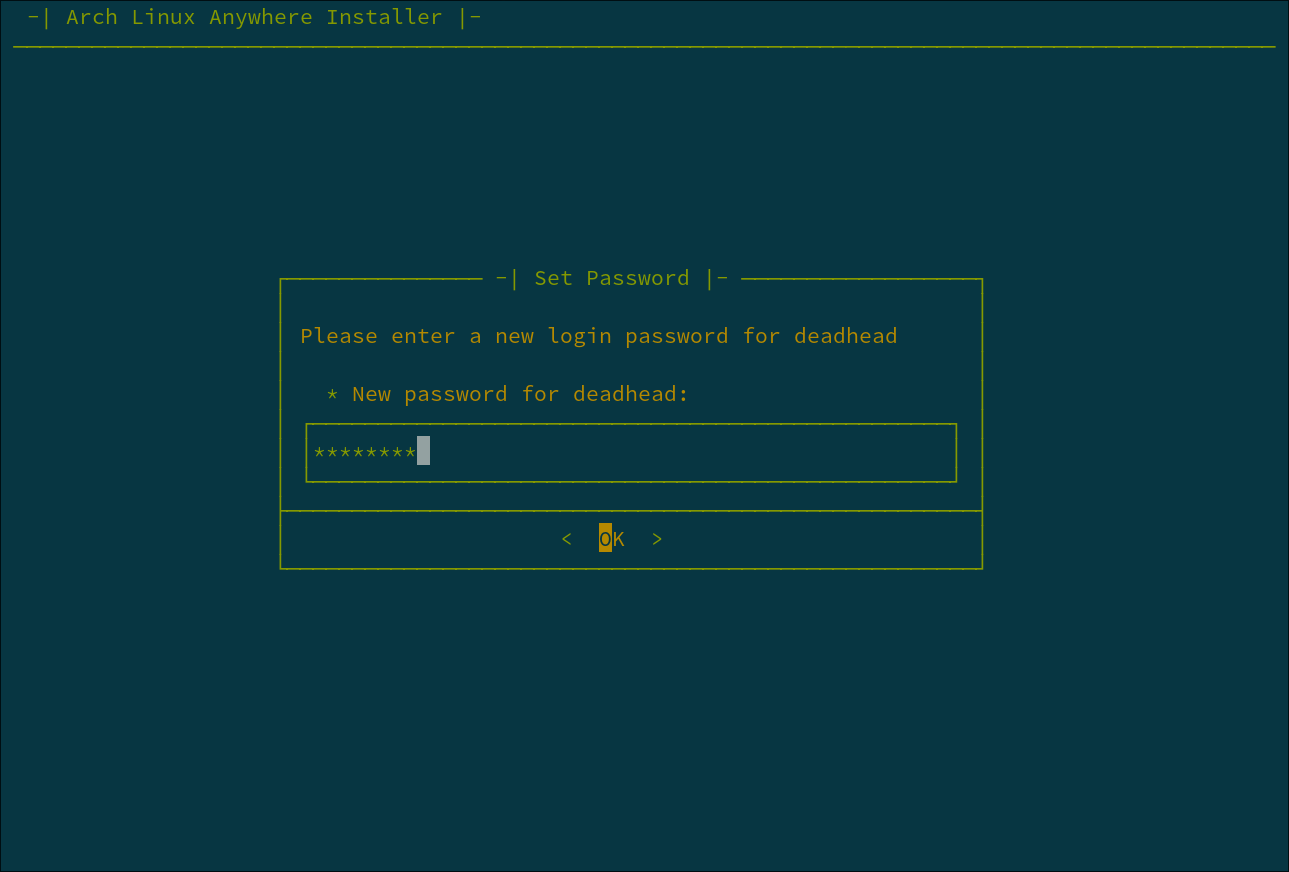 -| Arch Linux Anywhere Installer |-
-| Set Password |-
Please enter a new login password for deadhead
* New password for deadhead:
********
< OK >